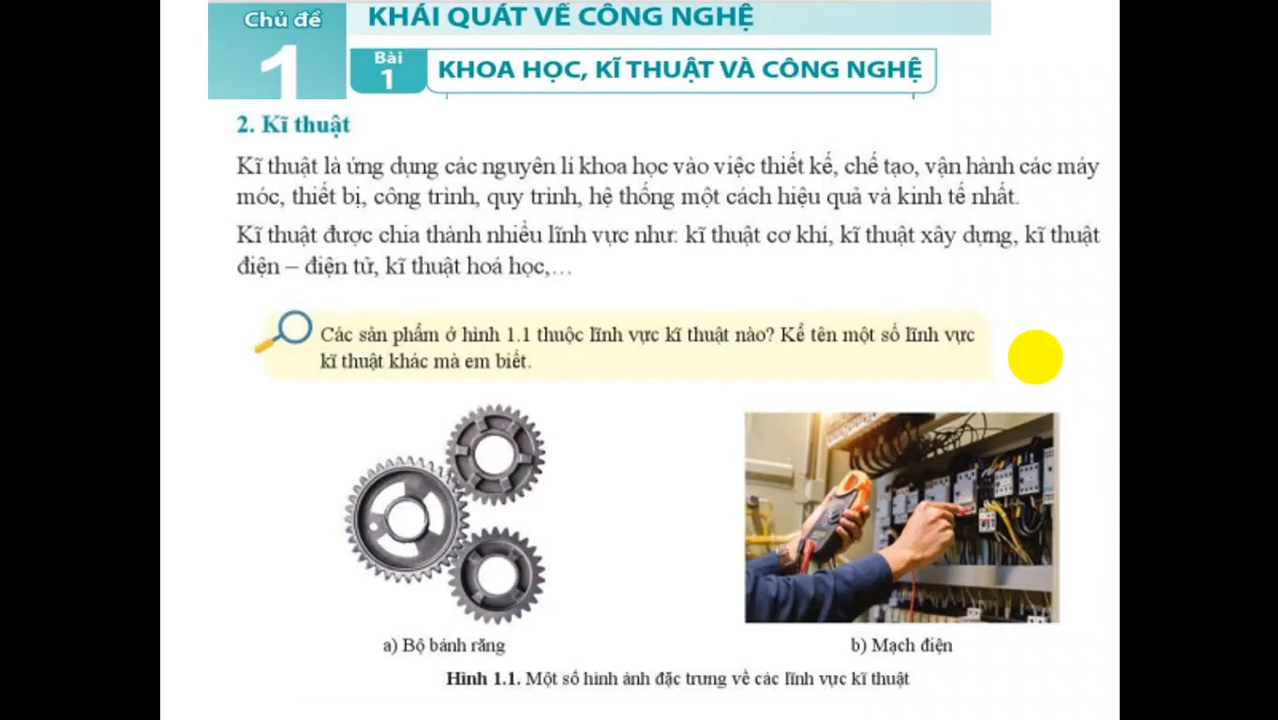 Chủ đề
1
KHÁI QUÁT VỀ CÔNG NGHỆ
Bài
1
KHOA HỌC, KĨ THUẬT VÀ CÔNG NGHỆ
2. Kĩ thuật
Kĩ thuật là ứng dụng các nguyên lí khoa học vào việc thiết kế, chế tạo, vận hành các máy
móc, thiết bị, công trình, quy trình, hệ thống một cách hiệu quả và kinh tế nhất.
Kĩ thuật được chia thành nhiều lĩnh vực như: kĩ thuật cơ khí, kĩ thuật xây dựng, kĩ thuật
điện – điện tử, kĩ thuật hoá học,…
Các sản phẩm ở hình 1.1 thuộc lĩnh vực kĩ thuật nào? Kể tên một số lĩnh vực
kĩ thuật khác mà em biết.
a) Bộ bánh răng
b) Mạch điện
Hình 1.1. Một số hình ảnh đặc trưng về các lĩnh vực kĩ thuật